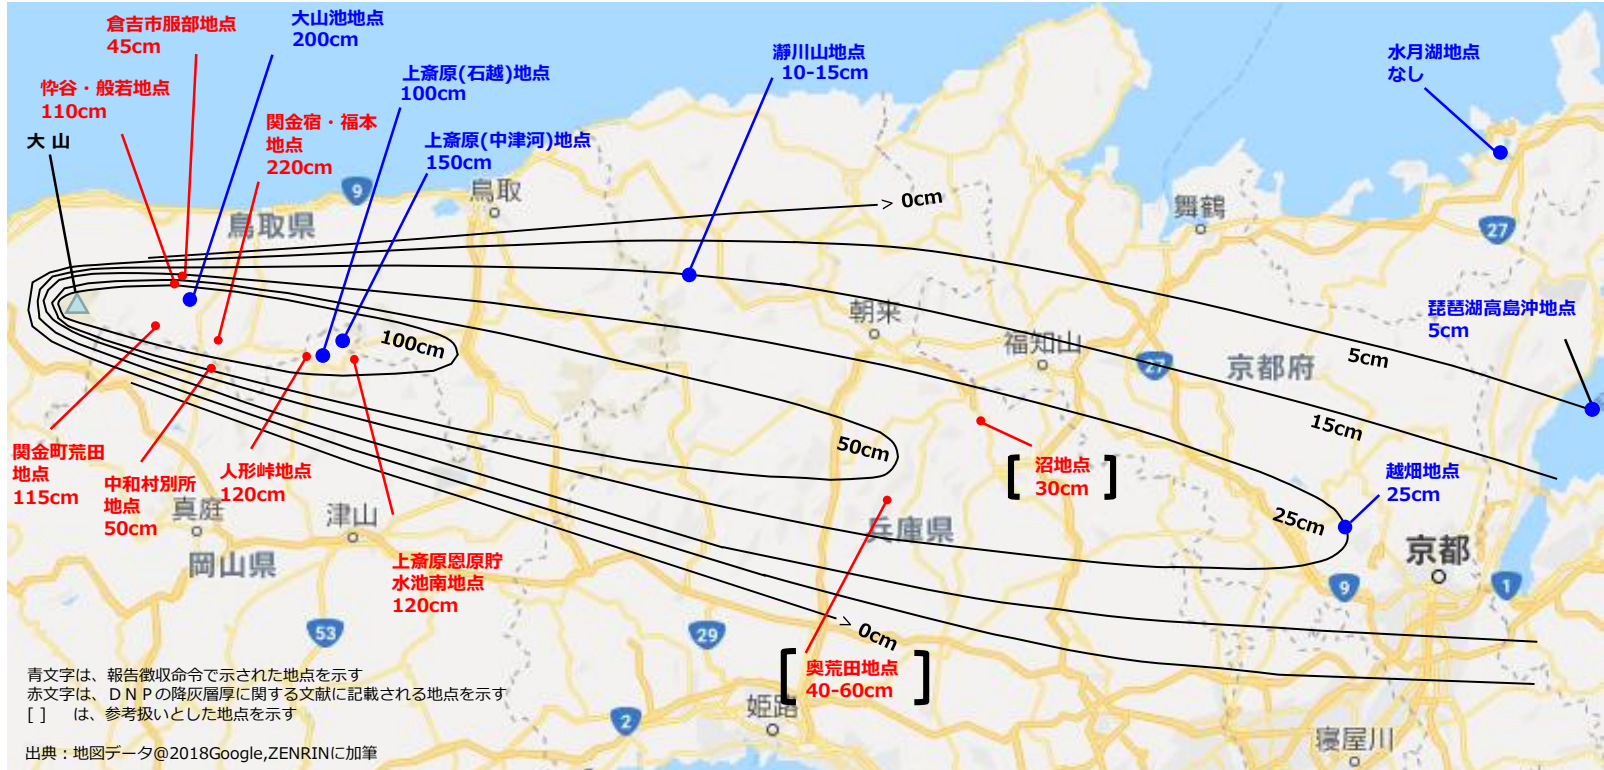 倉吉市服部地点
45cm
大山池地点
200cm
瀞川山地点
10-15cm
水月湖地点
なし
忰谷・般若地点
110cm
上斎原(石越)地点
100cm
関金宿・福本
地点
220cm
上斎原(中津河)地点
150cm
大 山
9
鳥取
鳥取県
> 0cm
舞鶴
27
朝来
福知山
27
京都府
琵琶湖高島沖地点
5cm
100cm
5cm
15cm
50cm
25cm
関金町荒田
地点
115cm
中和村別所
地点
50cm
人形峠地点
120cm
沼地点
30cm
越畑地点
25cm
真庭
津山
岡山県
兵庫県
京都
上斎原恩原貯
水池南地点
120cm
9
1
53
29
> 0cm
奥荒田地点
40-60cm
姫路
2
寝屋川
青文字は、報告徴収命令で示された地点を示す
赤文字は、ＤＮＰの降灰層厚に関する文献に記載される地点を示す
[ ] は、参考扱いとした地点を示す
出典：地図データ@2018Google,ZENRINに加筆